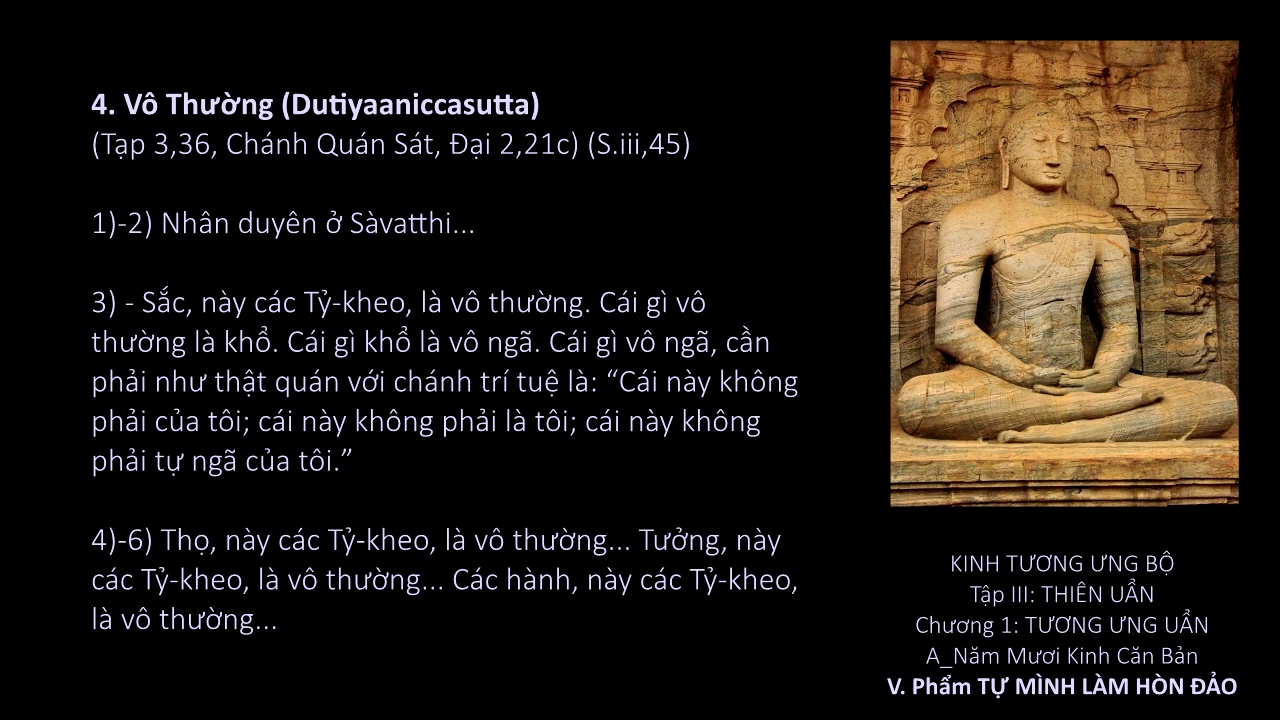 4. Vô Thường (Dutiyaaniccasutta)
(Tạp 3,36, Chánh Quán Sát, Đại 2,21c) (S.iii,45)
1)-2) Nhân duyên ở Sàvatthi...
3) - Sắc, này các Tỷ-kheo, là vô thường. Cái gì vô
thường là khổ. Cái gì khổ là vô ngã. Cái gì vô ngã, cần
phải như thật quán với chánh trí tuệ là: “Cái này không
phải của tôi; cái này không phải là tôi; cái này không
phải tự ngã của tôi.”
4)-6) Thọ, này các Tỷ-kheo, là vô thường... Tưởng, này
các Tỷ-kheo, là vô thường... Các hành, này các Tỷ-kheo,
là vô thường...
KINH TƯƠNG ƯNG BỘ
Tập III: THIÊN UẨN
Chương 1: TƯƠNG ƯNG UẨN
A_Năm Mươi Kinh Căn Bản
V. Phẩm TỰ MÌNH LÀM HÒN ĐẢO